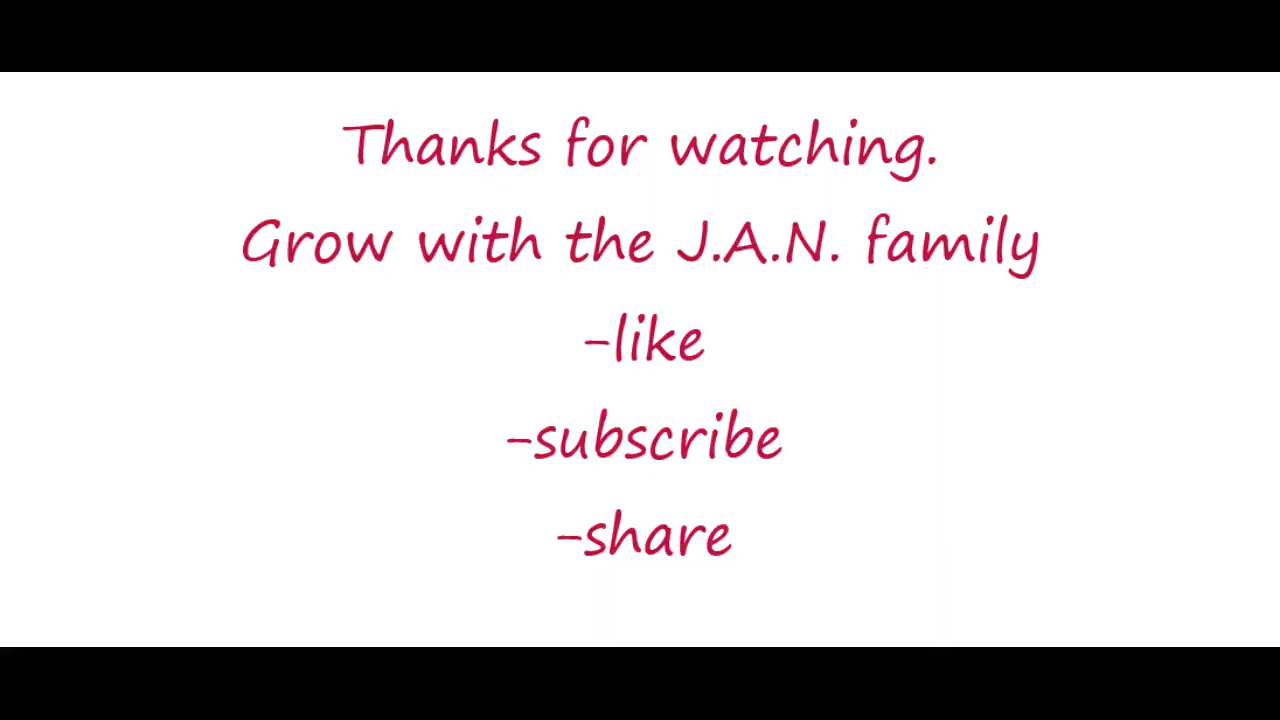 Thanks for watching.
Grow with the J.A.N. family
-like
-subscribe
-share